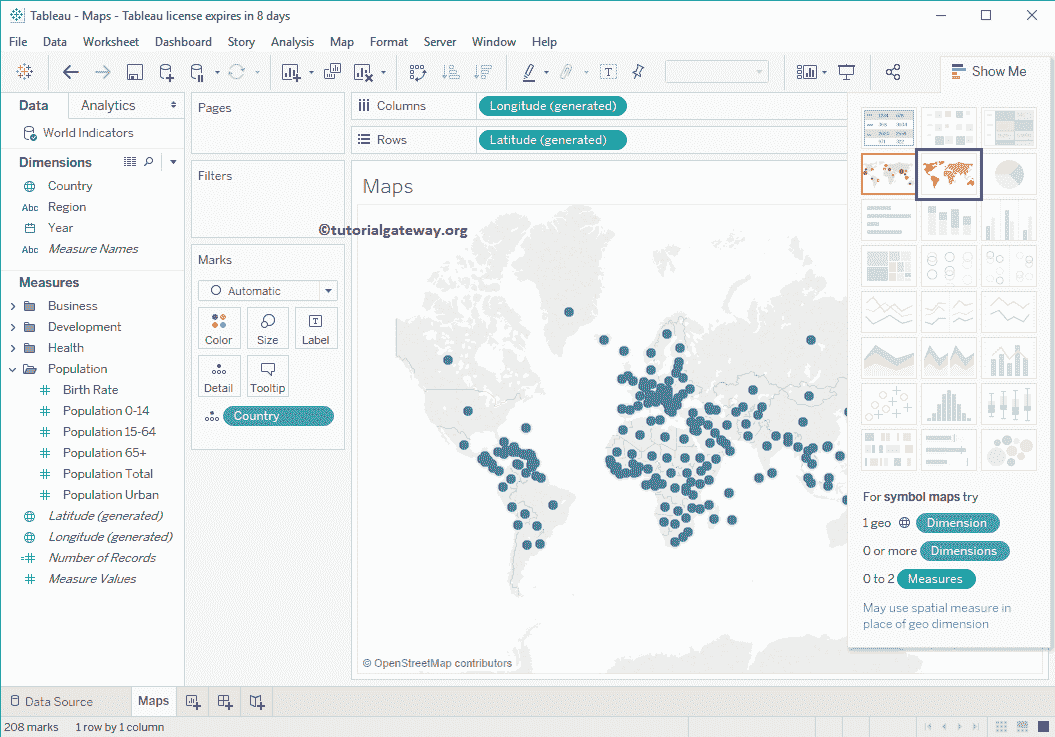 Tableau - Maps - Tableau license expires in 8 days
File Data Worksheet Dashboard Story Analysis Map Format Server Window Help
Show Me
Data Analytics
World Indicators
Dimensions
Country
Abc Region
Year
Abc Measure Names
Measures
Business
Development
Health
Population
Birth Rate
Population 0-14
Population 15-64
Population 65+
Population Total
Population Urban
Latitude (generated)
Longitude (generated)
Number of Records
Measure Values
Pages
Filters
Marks
Automatic
Color Size Label
Detail Tooltip
Country
Columns Longitude (generated)
Rows Latitude (generated)
Maps
©tutorialgateway.org
© OpenStreetMap contributors
For symbol maps try
1 geo Dimension
0 or more Dimensions
0 to 2 Measures
May use spatial measure in
place of geo dimension
Data Source Maps
208 marks 1 row by 1 column